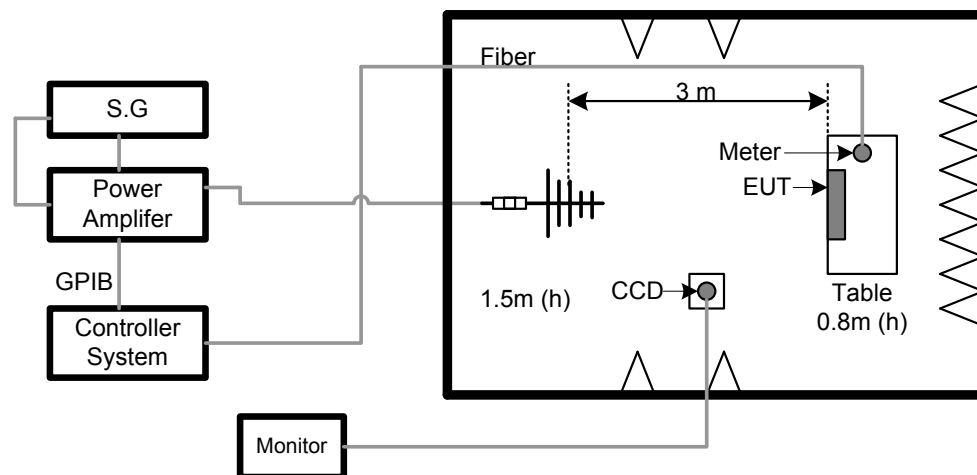 Fiber
3 m
S.G
Meter
Power
Amplifer
EUT
GPIB
1.5m (h)
CCD
Table
0.8m (h)
Controller
System
Monitor